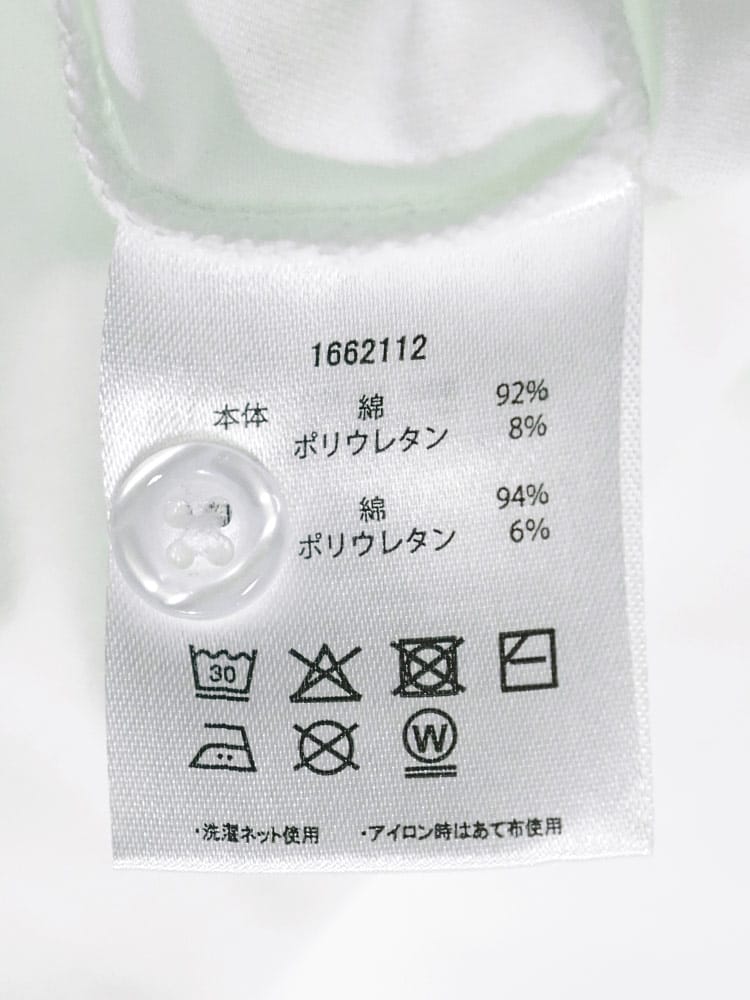 1662112
本体 綿 92%
ポリウレタン 8%
綿 94%
ポリウレタン 6%
30
W
・洗濯ネット使用 ・アイロン時はあて布使用